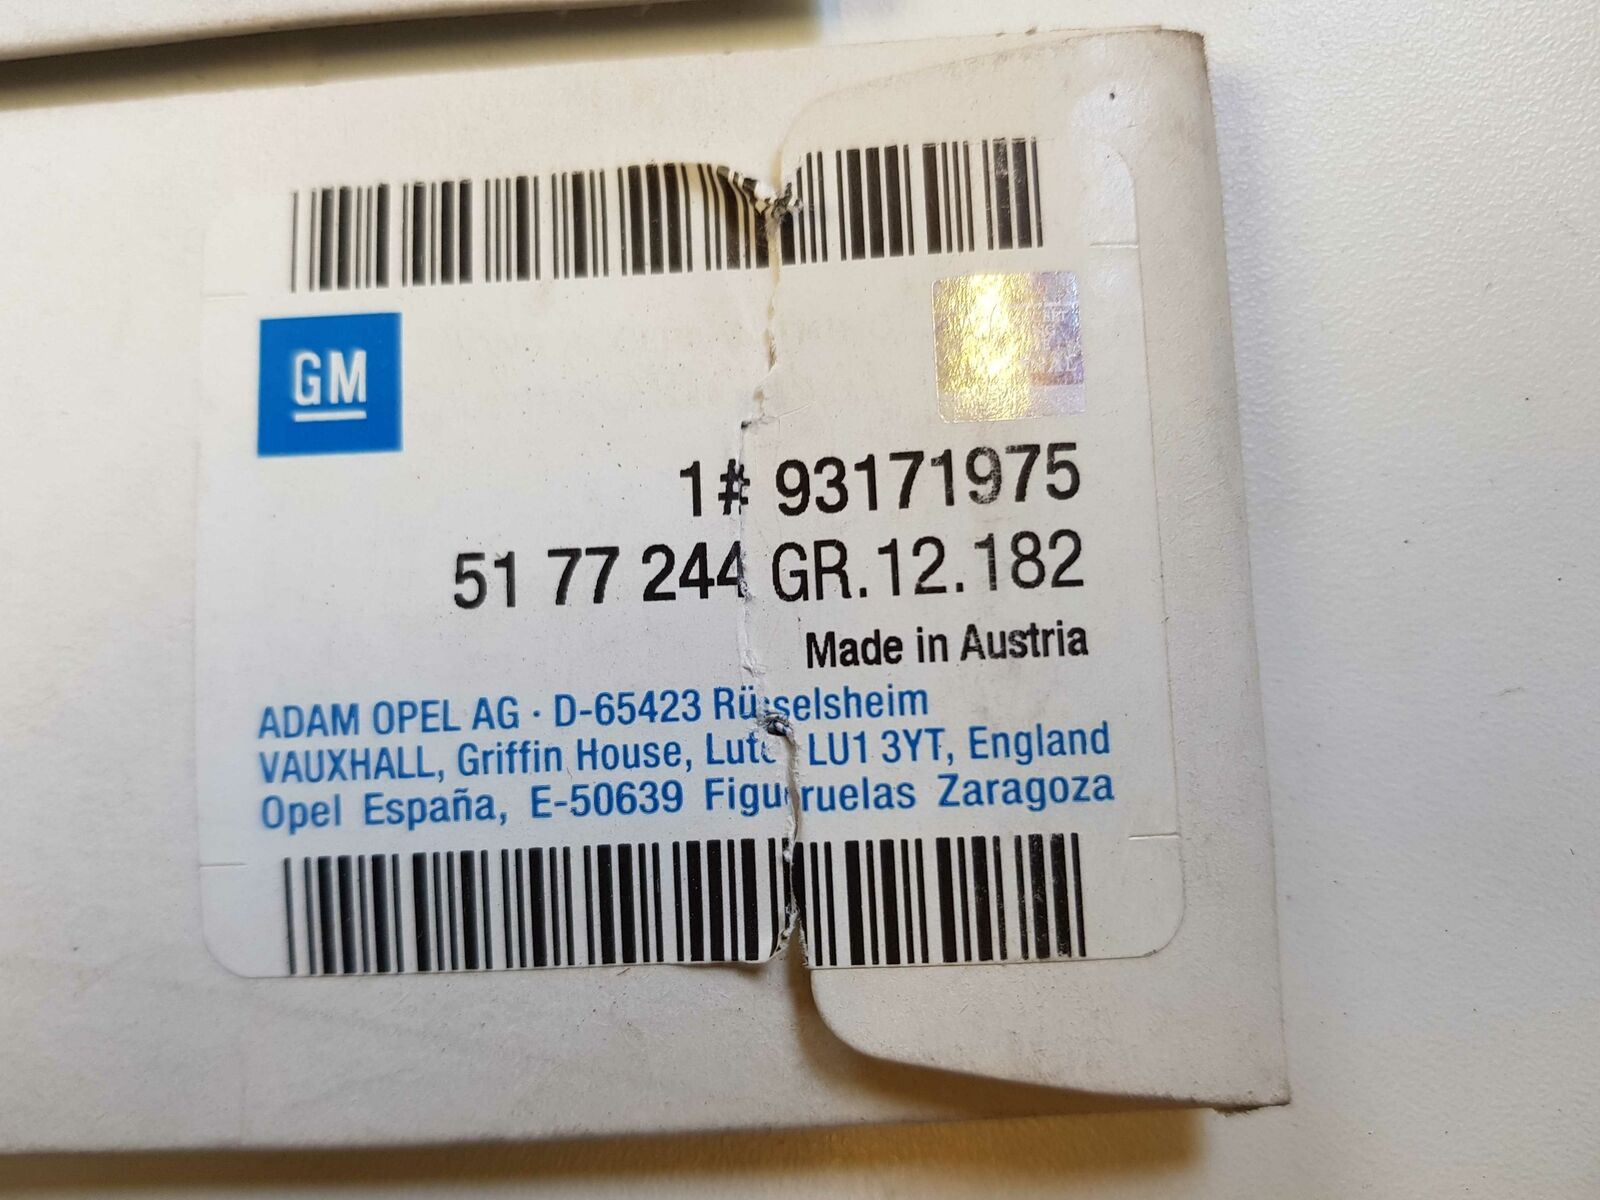 GM
1# 93171975
51 77 244 GR.12.182
Made in Austria
ADAM OPEL AG · D-65423 Rüsselsheim
VAUXHALL, Griffin House, LU1 3YT, England
Opel España, E-50639 Figueruelas Zaragoza